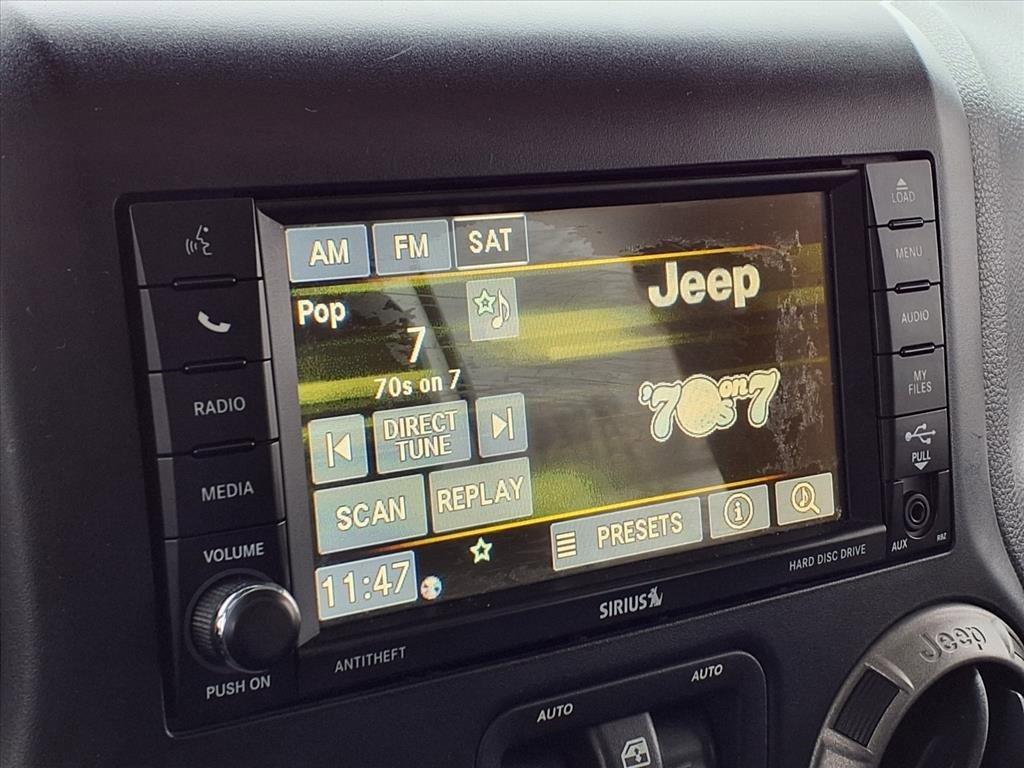 AM FM SAT
Pop
7
70s on 7
DIRECT
TUNE
SCAN REPLAY
Jeep
'70s on 7
PRESETS
11:47
RADIO
MEDIA
VOLUME
PUSH ON
ANTITHEFT
SIRIUS
HARD DISC DRIVE
LOAD
MENU
AUDIO
MY
FILES
PULL
AUX
RBZ
AUTO
AUTO
Jeep